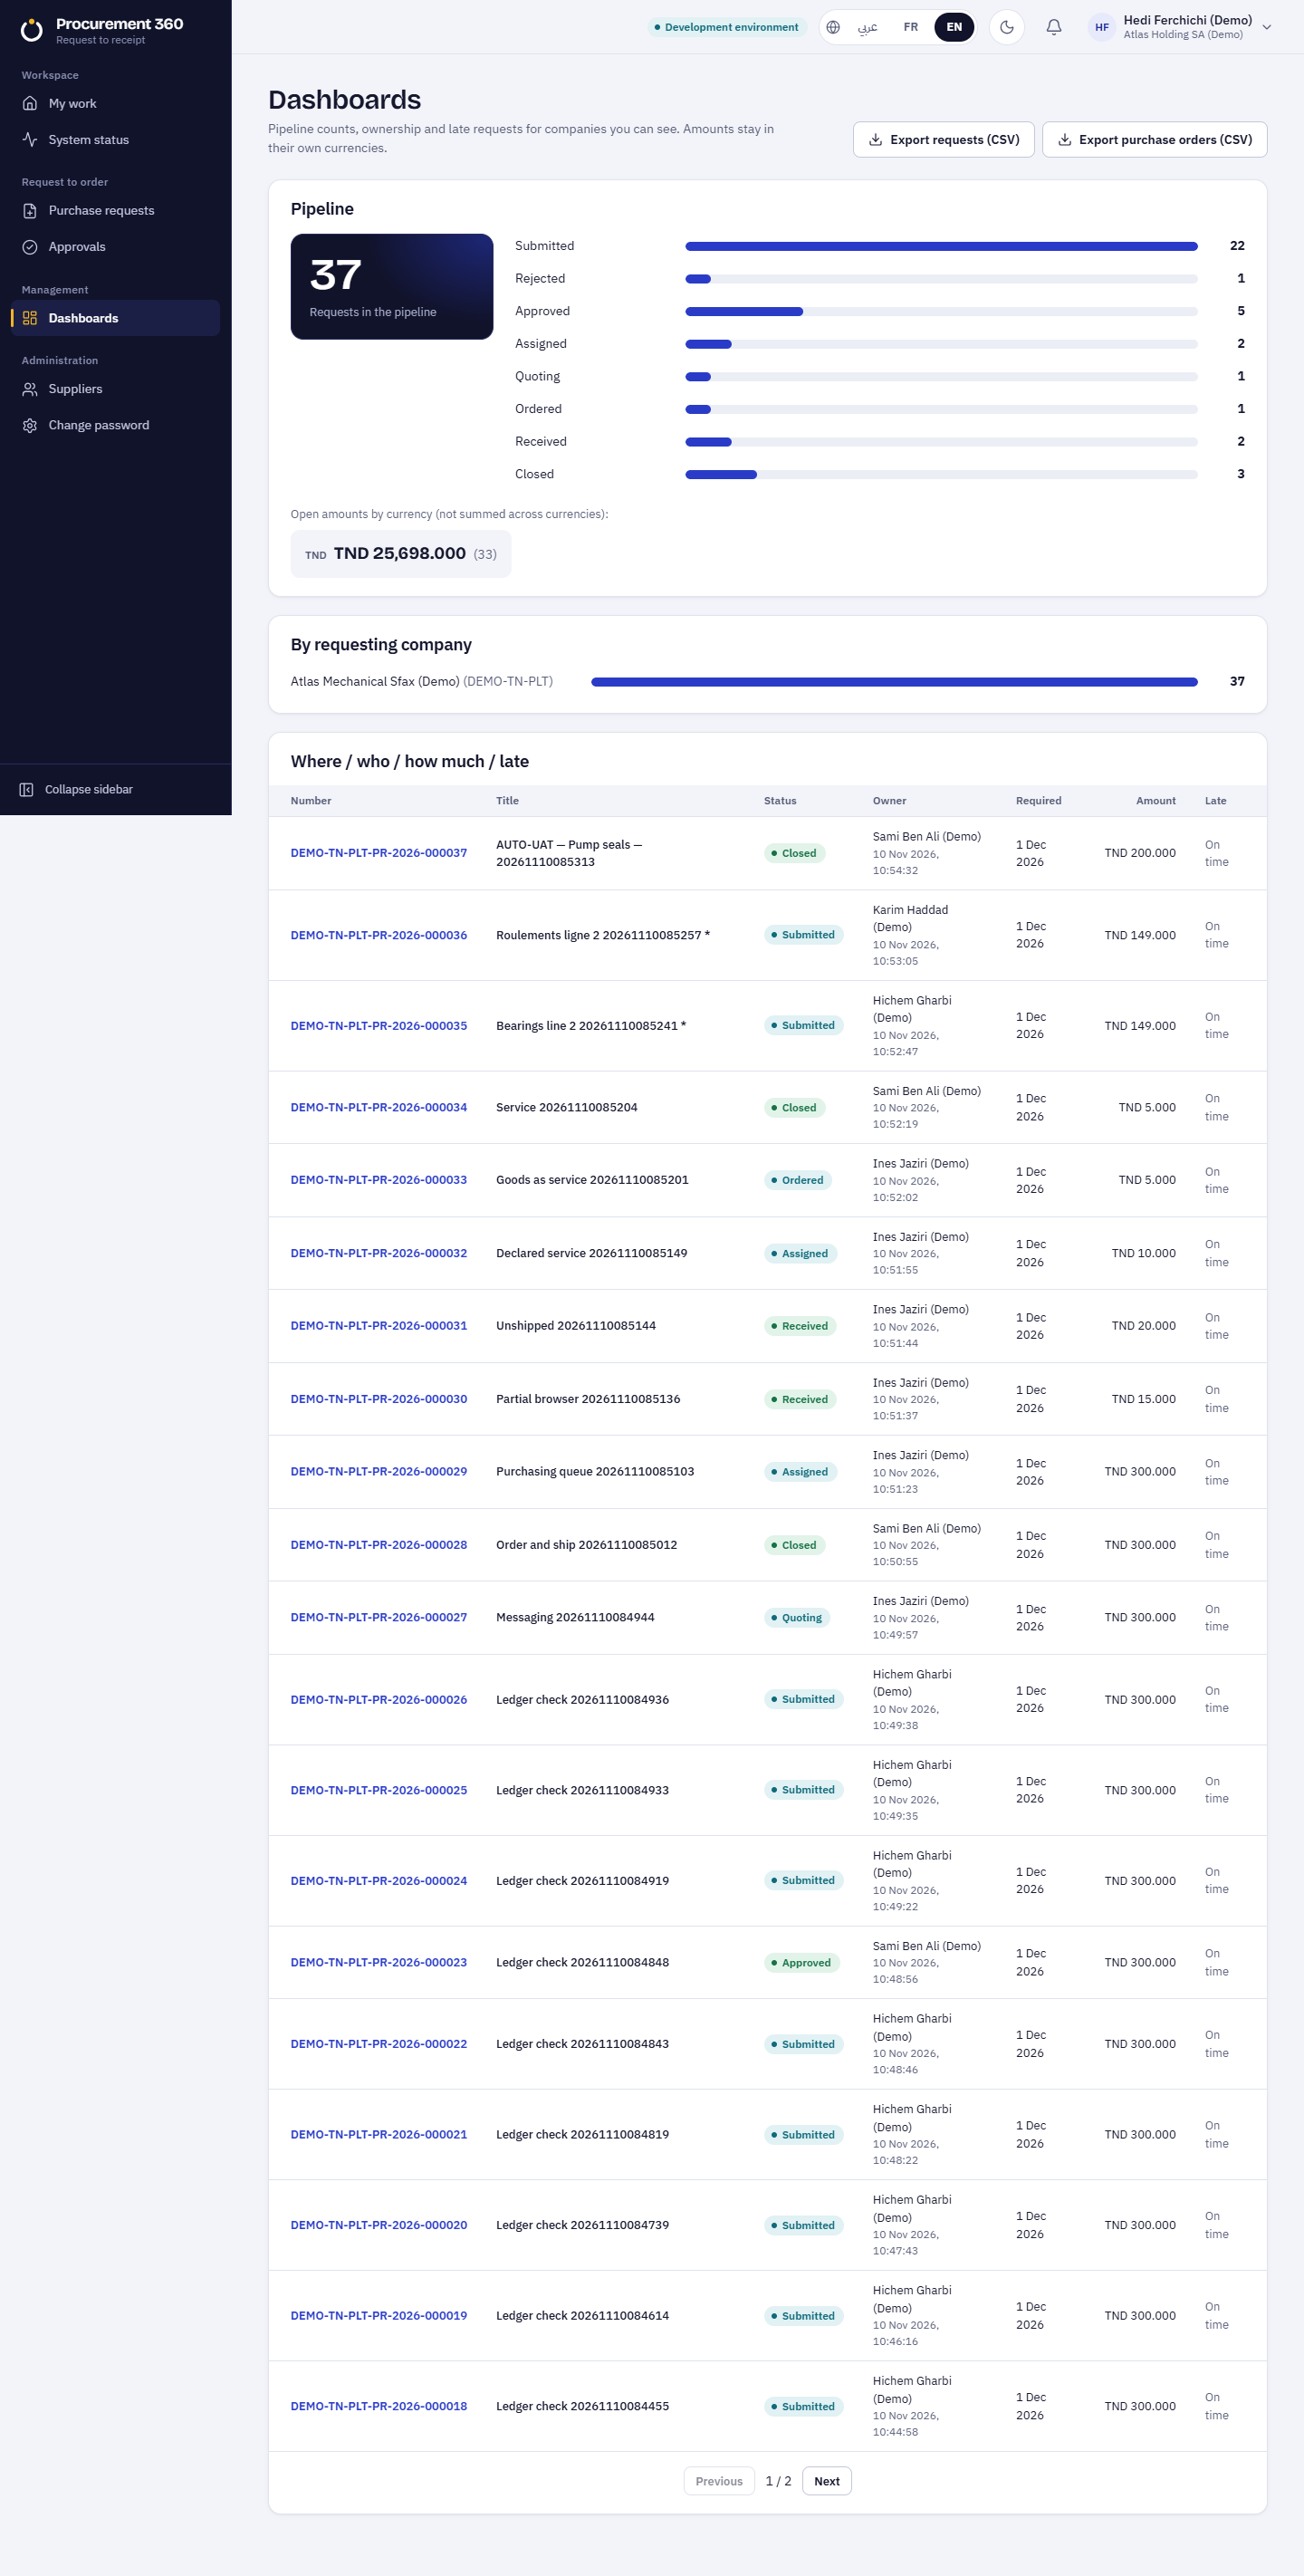 Procurement 360
Request to receipt
Workspace
My work
System status
Request to order
Purchase requests
Approvals
Management
Dashboards
Administration
Suppliers
Change password
Collapse sidebar
Development environment
عربي
FR
EN
HF
Hedi Ferchichi (Demo)
Atlas Holding SA (Demo)
Dashboards
Pipeline counts, ownership and late requests for companies you can see. Amounts stay in
their own currencies.
Export requests (CSV)
Export purchase orders (CSV)
Pipeline
37
Requests in the pipeline
Submitted 22
Rejected 1
Approved 5
Assigned 2
Quoting 1
Ordered 1
Received 2
Closed 3
Open amounts by currency (not summed across currencies):
TND TND 25,698.000 (33)
By requesting company
Atlas Mechanical Sfax (Demo) (DEMO-TN-PLT) 37
Where / who / how much / late
Number Title Status Owner Required Amount Late
DEMO-TN-PLT-PR-2026-000037 AUTO-UAT — Pump seals — 20261110085313 Closed Sami Ben Ali (Demo) 10 Nov 2026, 10:54:32 1 Dec 2026 TND 200.000 On time
DEMO-TN-PLT-PR-2026-000036 Roulements ligne 2 20261110085257 * Submitted Karim Haddad (Demo) 10 Nov 2026, 10:53:05 1 Dec 2026 TND 149.000 On time
DEMO-TN-PLT-PR-2026-000035 Bearings line 2 20261110085241 * Submitted Hichem Gharbi (Demo) 10 Nov 2026, 10:52:47 1 Dec 2026 TND 149.000 On time
DEMO-TN-PLT-PR-2026-000034 Service 20261110085204 Closed Sami Ben Ali (Demo) 10 Nov 2026, 10:52:19 1 Dec 2026 TND 5.000 On time
DEMO-TN-PLT-PR-2026-000033 Goods as service 20261110085201 Ordered Ines Jaziri (Demo) 10 Nov 2026, 10:52:02 1 Dec 2026 TND 5.000 On time
DEMO-TN-PLT-PR-2026-000032 Declared service 20261110085149 Assigned Ines Jaziri (Demo) 10 Nov 2026, 10:51:55 1 Dec 2026 TND 10.000 On time
DEMO-TN-PLT-PR-2026-000031 Unshipped 20261110085144 Received Ines Jaziri (Demo) 10 Nov 2026, 10:51:44 1 Dec 2026 TND 20.000 On time
DEMO-TN-PLT-PR-2026-000030 Partial browser 20261110085136 Received Ines Jaziri (Demo) 10 Nov 2026, 10:51:37 1 Dec 2026 TND 15.000 On time
DEMO-TN-PLT-PR-2026-000029 Purchasing queue 20261110085103 Assigned Ines Jaziri (Demo) 10 Nov 2026, 10:51:23 1 Dec 2026 TND 300.000 On time
DEMO-TN-PLT-PR-2026-000028 Order and ship 20261110085012 Closed Sami Ben Ali (Demo) 10 Nov 2026, 10:50:55 1 Dec 2026 TND 300.000 On time
DEMO-TN-PLT-PR-2026-000027 Messaging 20261110084944 Quoting Ines Jaziri (Demo) 10 Nov 2026, 10:49:57 1 Dec 2026 TND 300.000 On time
DEMO-TN-PLT-PR-2026-000026 Ledger check 20261110084936 Submitted Hichem Gharbi (Demo) 10 Nov 2026, 10:49:38 1 Dec 2026 TND 300.000 On time
DEMO-TN-PLT-PR-2026-000025 Ledger check 20261110084933 Submitted Hichem Gharbi (Demo) 10 Nov 2026, 10:49:35 1 Dec 2026 TND 300.000 On time
DEMO-TN-PLT-PR-2026-000024 Ledger check 20261110084919 Submitted Hichem Gharbi (Demo) 10 Nov 2026, 10:49:22 1 Dec 2026 TND 300.000 On time
DEMO-TN-PLT-PR-2026-000023 Ledger check 20261110084848 Approved Sami Ben Ali (Demo) 10 Nov 2026, 10:48:56 1 Dec 2026 TND 300.000 On time
DEMO-TN-PLT-PR-2026-000022 Ledger check 20261110084843 Submitted Hichem Gharbi (Demo) 10 Nov 2026, 10:48:46 1 Dec 2026 TND 300.000 On time
DEMO-TN-PLT-PR-2026-000021 Ledger check 20261110084819 Submitted Hichem Gharbi (Demo) 10 Nov 2026, 10:48:22 1 Dec 2026 TND 300.000 On time
DEMO-TN-PLT-PR-2026-000020 Ledger check 20261110084739 Submitted Hichem Gharbi (Demo) 10 Nov 2026, 10:47:43 1 Dec 2026 TND 300.000 On time
DEMO-TN-PLT-PR-2026-000019 Ledger check 20261110084614 Submitted Hichem Gharbi (Demo) 10 Nov 2026, 10:46:16 1 Dec 2026 TND 300.000 On time
DEMO-TN-PLT-PR-2026-000018 Ledger check 20261110084455 Submitted Hichem Gharbi (Demo) 10 Nov 2026, 10:44:58 1 Dec 2026 TND 300.000 On time
Previous 1 / 2 Next